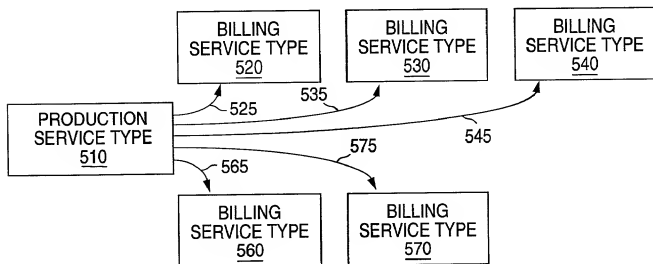 BILLING
SERVICE TYPE
520
BILLING
SERVICE TYPE
530
BILLING
SERVICE TYPE
540
525
535
545
PRODUCTION
SERVICE TYPE
510
565
575
BILLING
SERVICE TYPE
560
BILLING
SERVICE TYPE
570